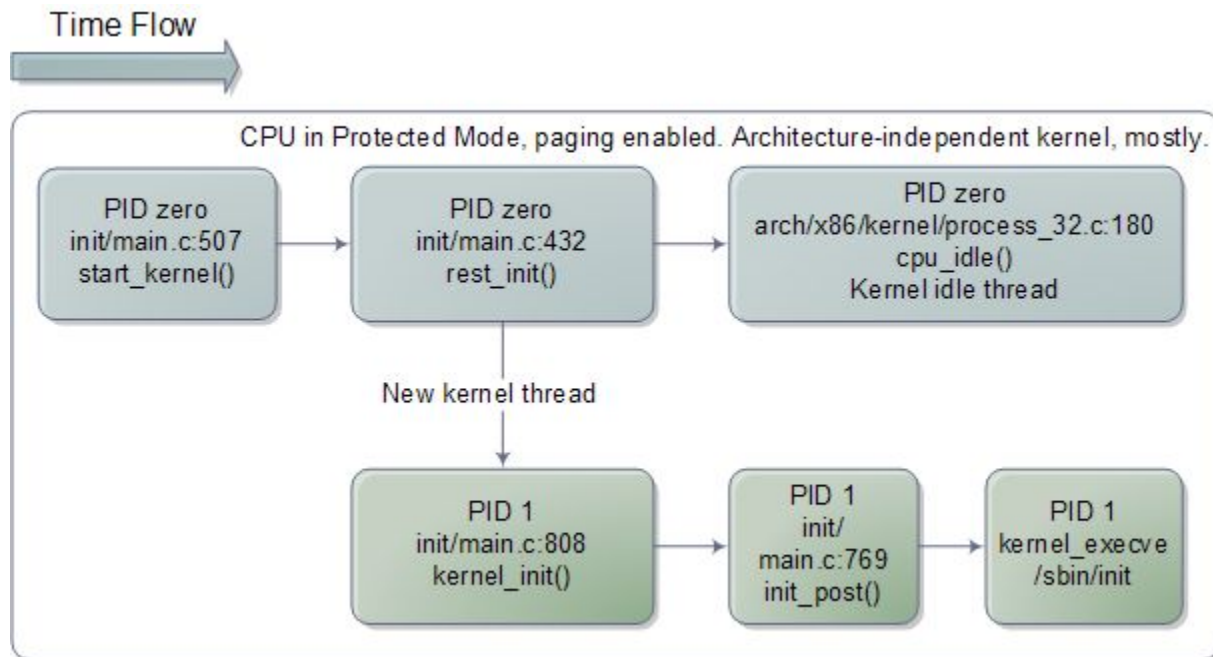 Time Flow
CPU in Protected Mode, paging enabled. Architecture-independent kernel, mostly.
PID zero
init/main.c:507
start_kernel()
PID zero
init/main.c:432
rest_init()
PID zero
arch/x86/kernel/process_32.c:180
cpu_idle()
Kernel idle thread
New kernel thread
PID 1
init/main.c:808
kernel_init()
PID 1
init/
main.c:769
init_post()
PID 1
kernel_execve
/sbin/init